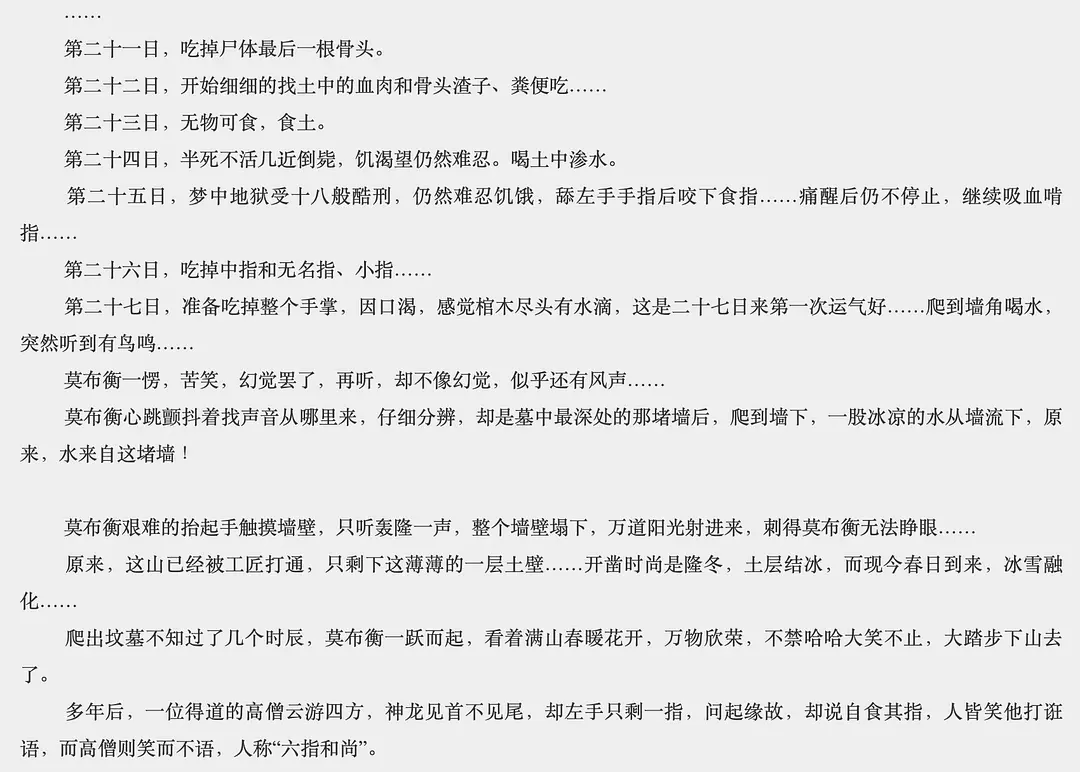 ……
第二十一日，吃掉尸体最后一根骨头。
第二十二日，开始细细的找土中的血肉和骨头渣子、粪便吃……
第二十三日，无物可食，食土。
第二十四日，半死不活几近倒毙，饥渴望仍然难忍。喝土中渗水。
第二十五日，梦中地狱受十八般酷刑，仍然难忍饥饿，舔左手手指后咬下食指……痛醒后仍不停止，继续吸血啃
指……
第二十六日，吃掉中指和无名指、小指……
第二十七日，准备吃掉整个手掌，因口渴，感觉棺木尽头有水滴，这是二十七日来第一次运气好……爬到墙角喝水，
突然听到有鸟鸣……
莫布衡一愣，苦笑，幻觉罢了，再听，却不像幻觉，似乎还有风声……
莫布衡心跳颤抖着找声音从哪里来，仔细分辨，却是墓中最深处的那堵墙后，爬到墙下，一股冰凉的水从墙流下，原
来，水来自这堵墙！
莫布衡艰难的抬起手触摸墙壁，只听轰隆一声，整个墙壁塌下，万道阳光射进来，刺得莫布衡无法睁眼……
原来，这山已经被工匠打通，只剩下这薄薄的一层土壁……开凿时尚是隆冬，土层结冰，而现今春日到来，冰雪融
化……
爬出坟墓不知过了几个时辰，莫布衡一跃而起，看着满山春暖花开，万物欣荣，不禁哈哈大笑不止，大踏步下山去
了。
多年后，一位得道的高僧云游四方，神龙见首不见尾，却左手只剩一指，问起缘故，却说自食其指，人皆笑他打诳
语，而高僧则笑而不语，人称“六指和尚”。